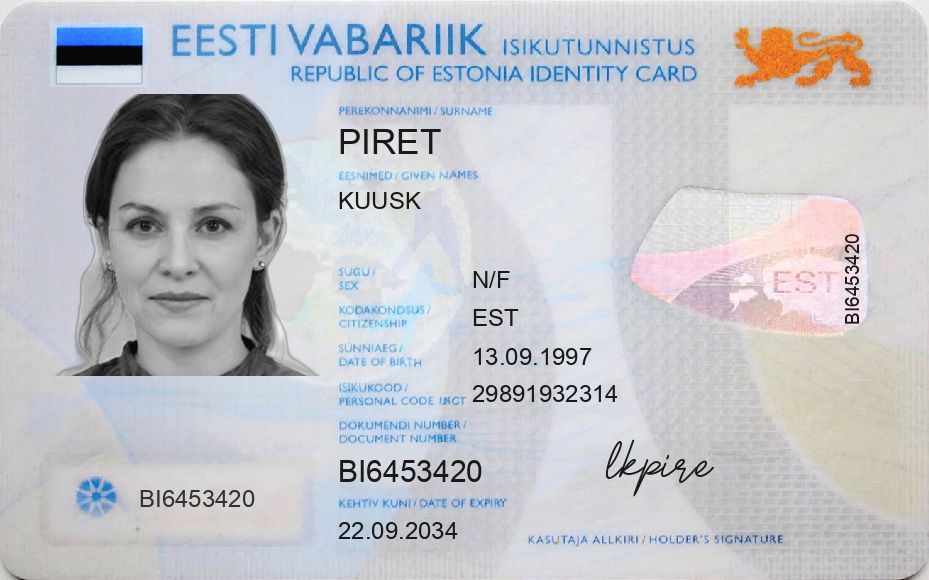 EESTI VABARIIK ISIKUTUNNISTUS
REPUBLIC OF ESTONIA IDENTITY CARD
PEREKONNANIMI / SURNAME
PIRET
EESNIMED / GIVEN NAMES
KUUSK
SUGU /
SEX
N/F
KODAKONDSUS /
CITIZENSHIP
EST
SÜNNIAEG /
DATE OF BIRTH
13.09.1997
ISIKUKOOD /
PERSONAL CODE
29891932314
DOKUMENDI NUMBER /
DOCUMENT NUMBER
BI6453420
KEHTIV KUNI / DATE OF EXPIRY
22.09.2034
BI6453420
EST
BI6453420
lkpire
KASUTAJA ALLKIRI / HOLDER'S SIGNATURE